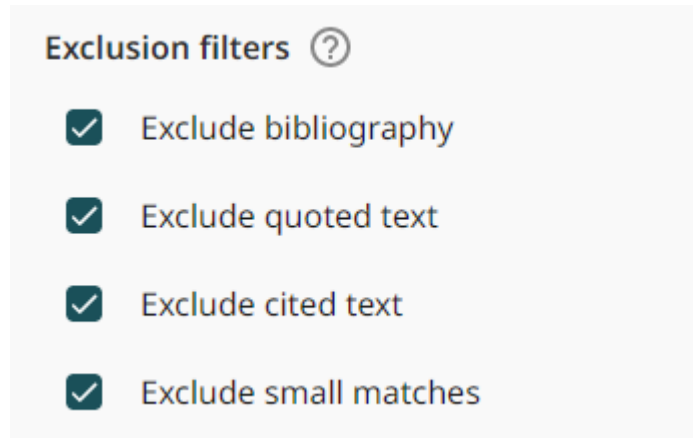 Exclusion filters ?
Exclude bibliography
Exclude quoted text
Exclude cited text
Exclude small matches